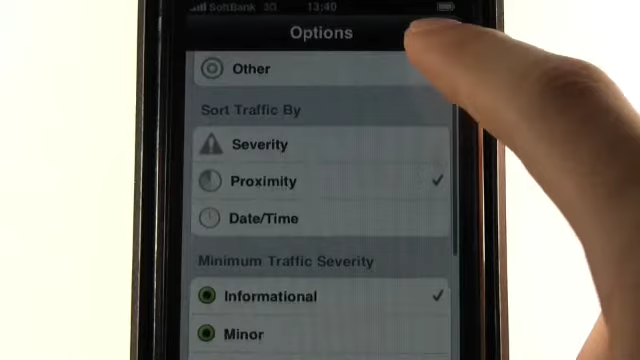 SoftBank 3G 13:40
Options
Other
Sort Traffic By
Severity
Proximity
Date/Time
Minimum Traffic Severity
Informational
Minor